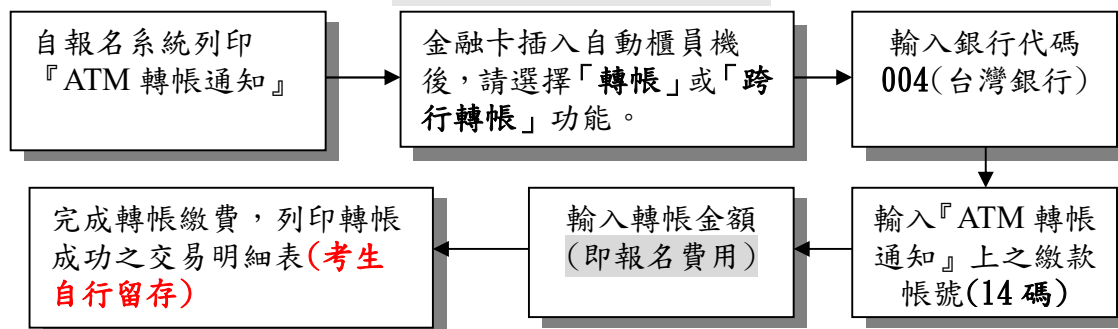 自報名系統列印
『ATM 轉帳通知』
金融卡插入自動櫃員機
後，請選擇「轉帳」或「跨
行轉帳」功能。
輸入銀行代碼
004(台灣銀行)
輸入『ATM 轉帳
通知』上之繳款
帳號(14 碼)
輸入轉帳金額
(即報名費用)
完成轉帳繳費，列印轉帳
成功之交易明細表(考生
自行留存)